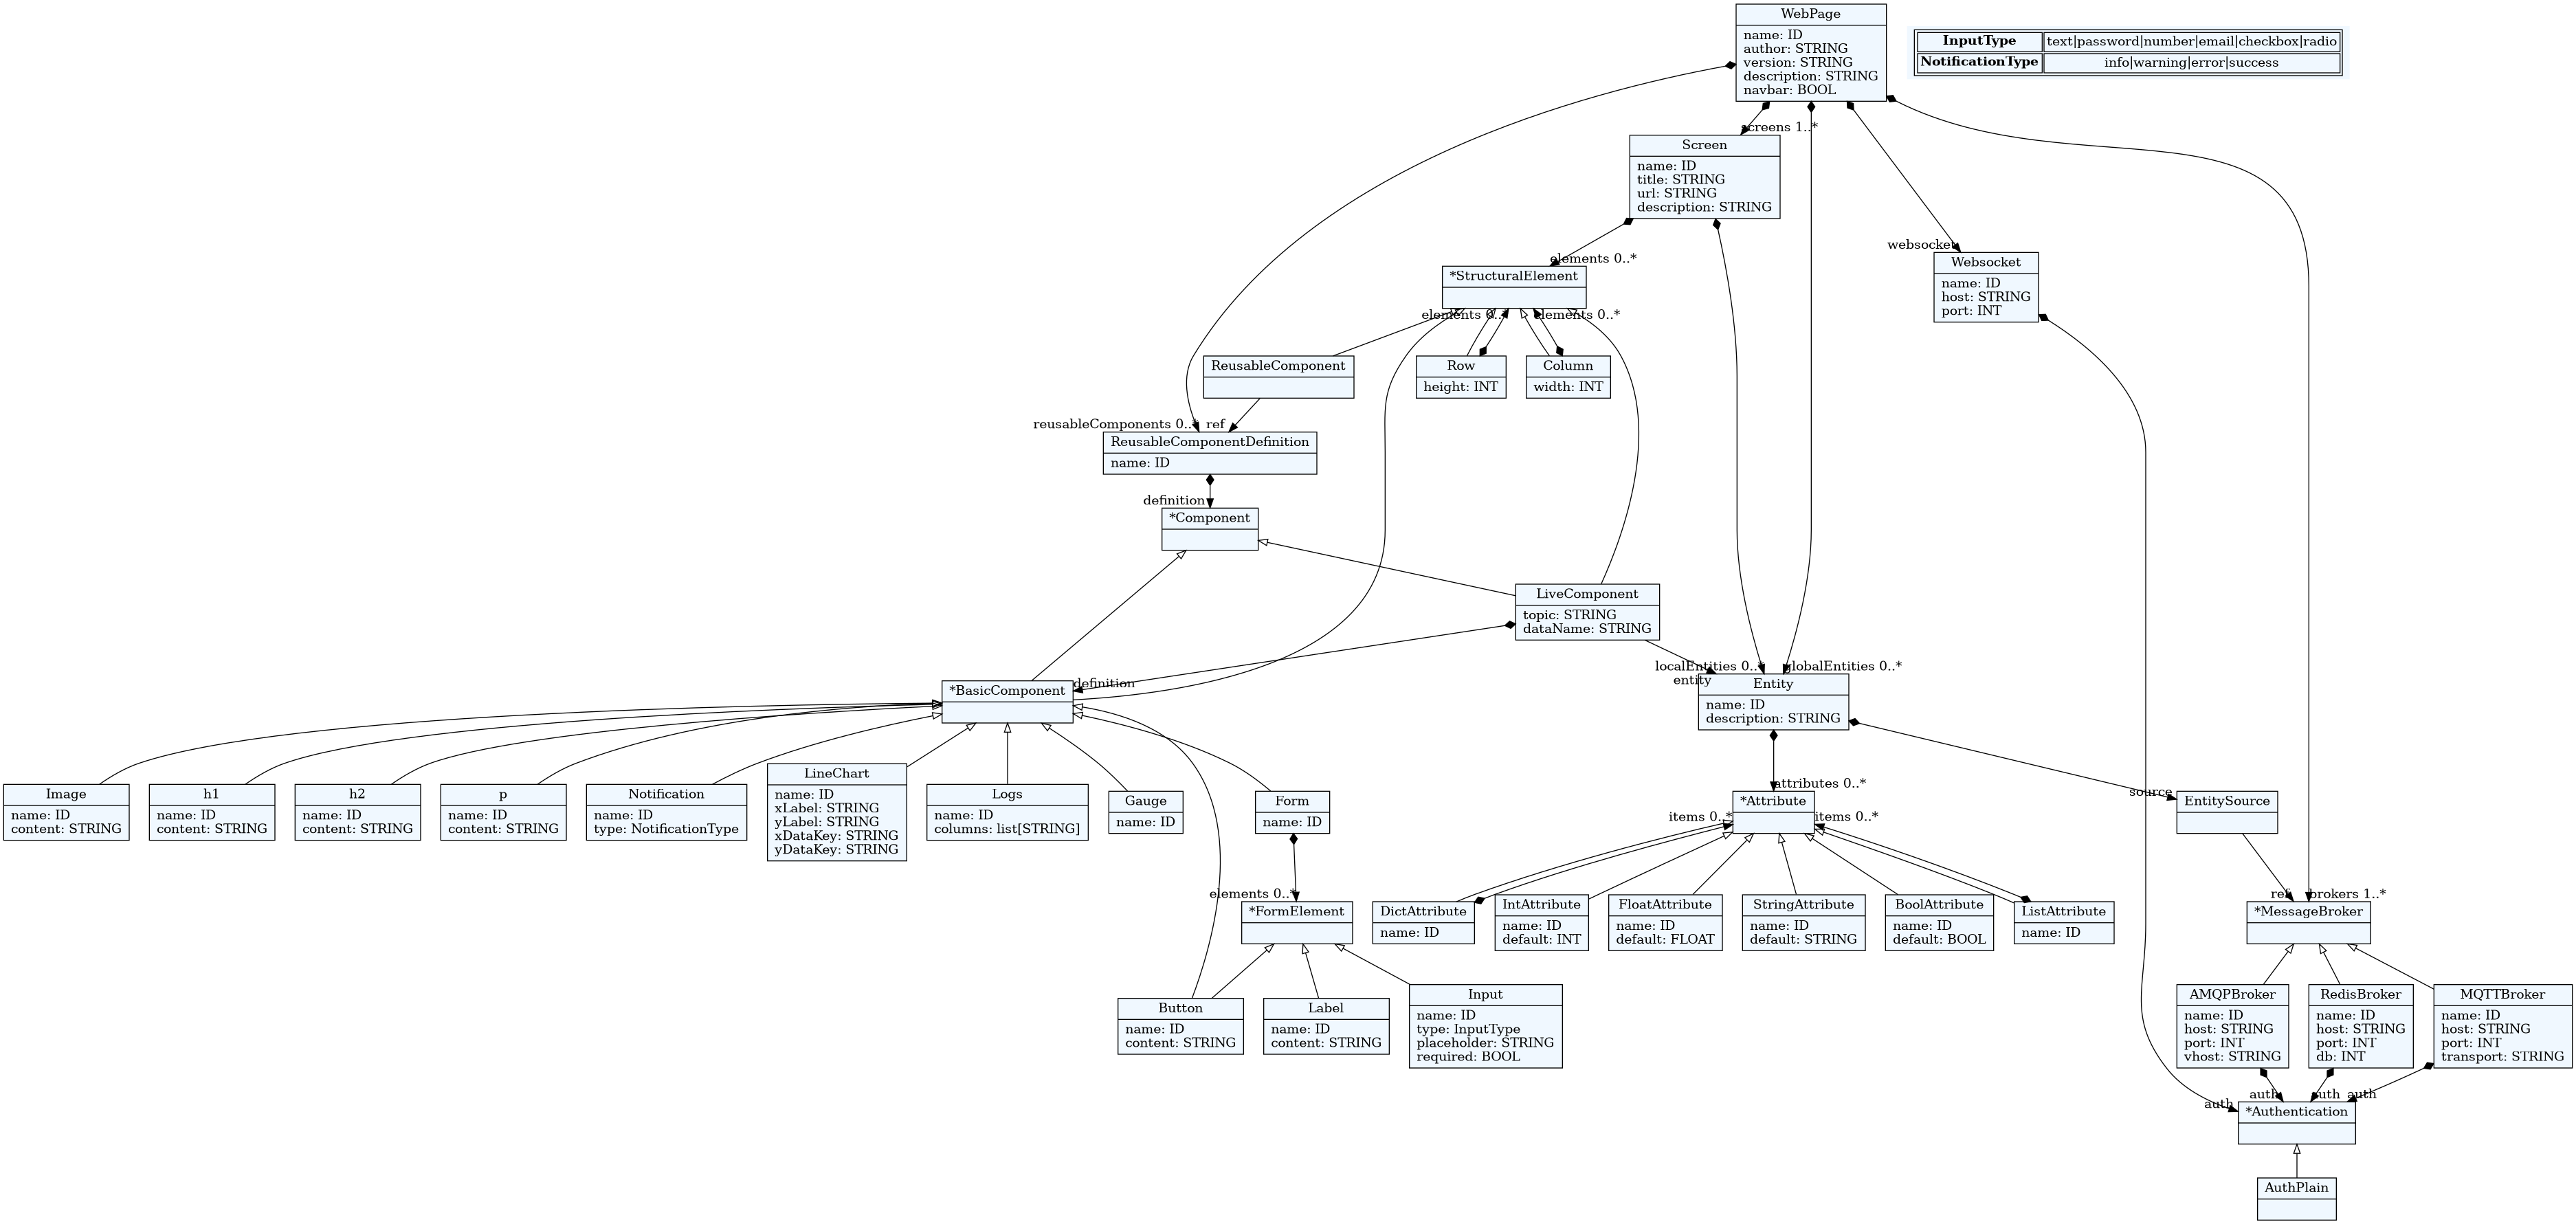 WebPage
name: ID
author: STRING
version: STRING
description: STRING
navbar: BOOL
InputType text|password|number|email|checkbox|radio
NotificationType info|warning|error|success
screens 1..*
Screen
name: ID
title: STRING
url: STRING
description: STRING
websocket
Websocket
name: ID
host: STRING
port: INT
elements 0..*
*StructuralElement
elements 0..*
elements 0..*
ReusableComponent
Row
height: INT
Column
width: INT
reusableComponents 0..*
ref
ReusableComponentDefinition
name: ID
definition
*Component
LiveComponent
topic: STRING
dataName: STRING
localEntities 0..*
globalEntities 0..*
entity
Entity
name: ID
description: STRING
definition
*BasicComponent
Image
name: ID
content: STRING
h1
name: ID
content: STRING
h2
name: ID
content: STRING
p
name: ID
content: STRING
Notification
name: ID
type: NotificationType
LineChart
name: ID
xLabel: STRING
yLabel: STRING
xDataKey: STRING
yDataKey: STRING
Logs
name: ID
columns: list[STRING]
Gauge
name: ID
Form
name: ID
attributes 0..*
*Attribute
items 0..*
items 0..*
source
EntitySource
elements 0..*
*FormElement
DictAttribute
name: ID
IntAttribute
name: ID
default: INT
FloatAttribute
name: ID
default: FLOAT
StringAttribute
name: ID
default: STRING
BoolAttribute
name: ID
default: BOOL
ListAttribute
name: ID
ref
brokers 1..*
*MessageBroker
Button
name: ID
content: STRING
Label
name: ID
content: STRING
Input
name: ID
type: InputType
placeholder: STRING
required: BOOL
AMQPBroker
name: ID
host: STRING
port: INT
vhost: STRING
RedisBroker
name: ID
host: STRING
port: INT
db: INT
MQTTBroker
name: ID
host: STRING
port: INT
transport: STRING
auth
auth
auth
auth
*Authentication
AuthPlain